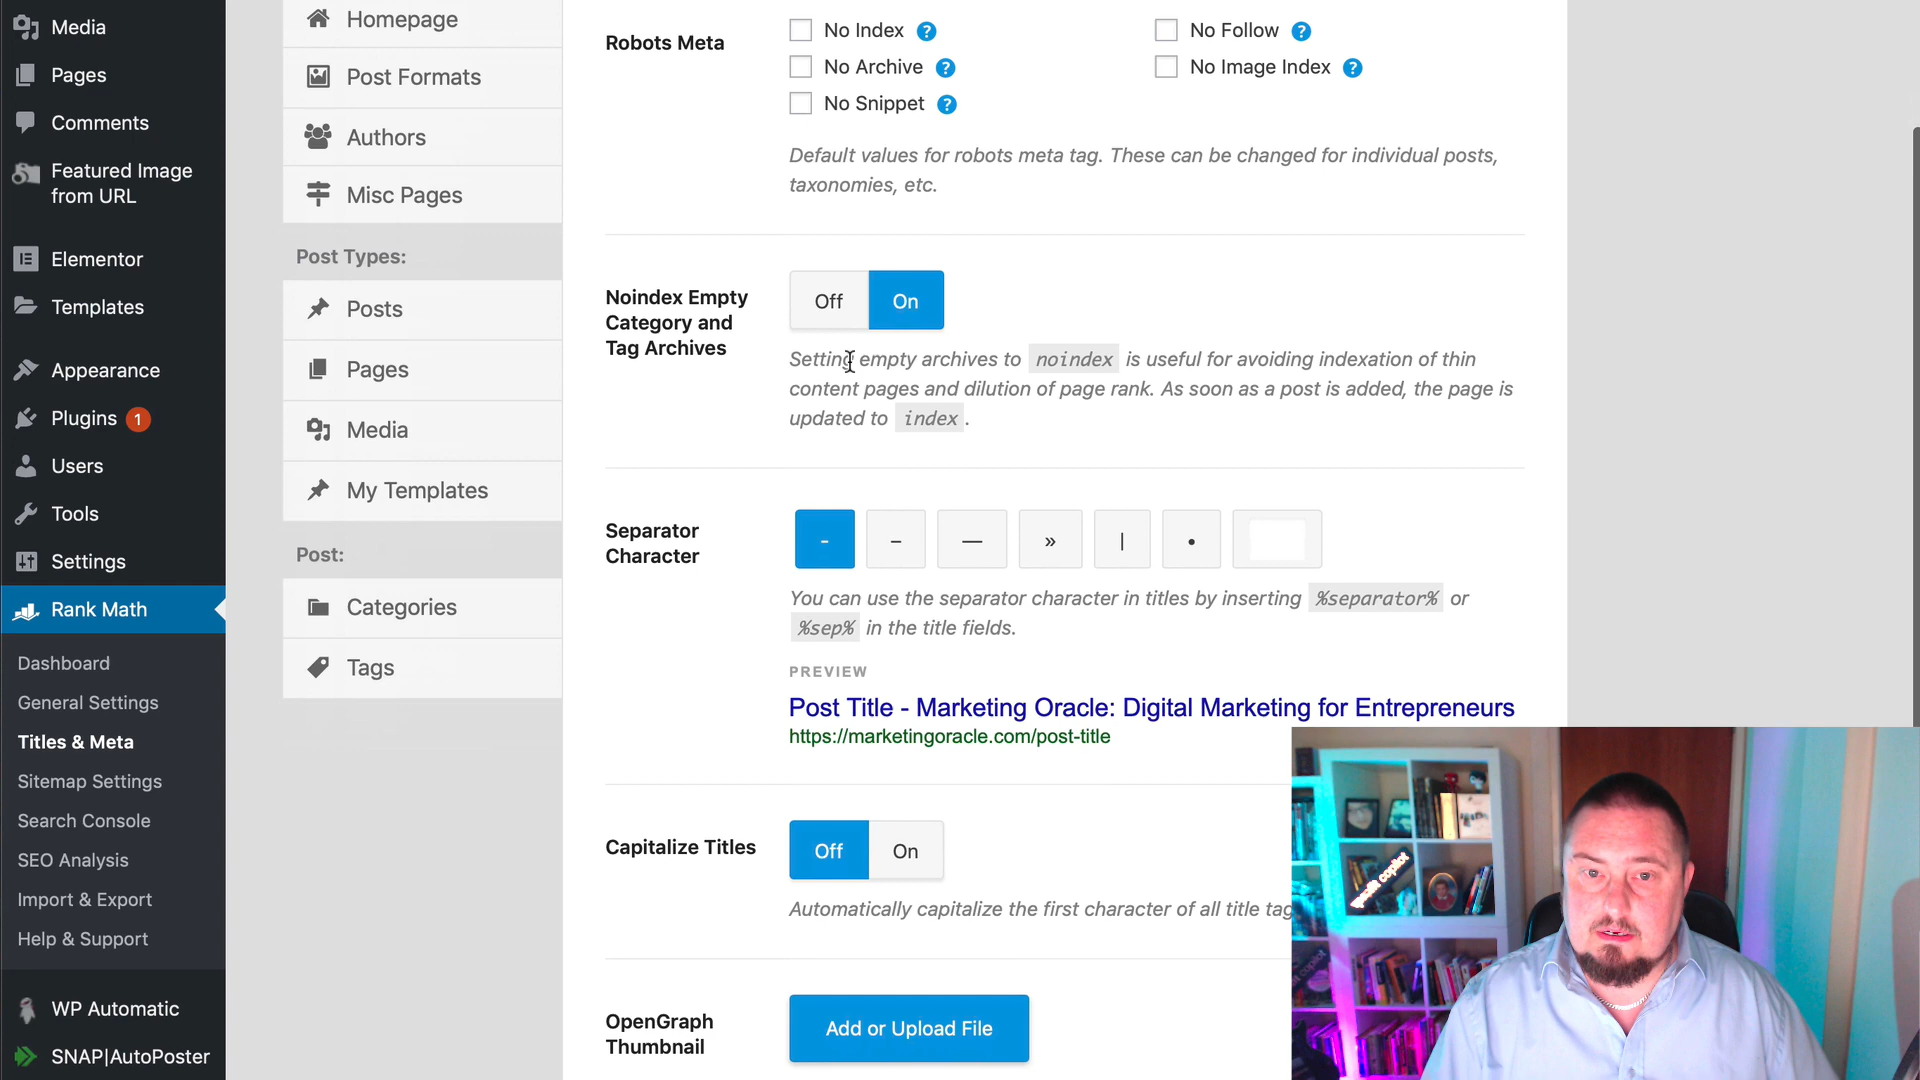 Media
Pages
Comments
Featured Image
from URL
Elementor
Templates
Appearance
Plugins 1
Users
Tools
Settings
Rank Math
Dashboard
General Settings
Titles & Meta
Sitemap Settings
Search Console
SEO Analysis
Import & Export
Help & Support
WP Automatic
SNAP|AutoPoster
Homepage
Post Formats
Authors
Misc Pages
Post Types:
Posts
Pages
Media
My Templates
Post:
Categories
Tags
Robots Meta
No Index ?
No Follow ?
No Archive ?
No Image Index ?
No Snippet ?
Default values for robots meta tag. These can be changed for individual posts,
taxonomies, etc.
Noindex Empty
Category and
Tag Archives
Off On
Setting empty archives to noindex is useful for avoiding indexation of thin
content pages and dilution of page rank. As soon as a post is added, the page is
updated to index .
Separator
Character
- – — » | •
You can use the separator character in titles by inserting %separator% or
%sep% in the title fields.
PREVIEW
Post Title - Marketing Oracle: Digital Marketing for Entrepreneurs
https://marketingoracle.com/post-title
Capitalize Titles
Off On
Automatically capitalize the first character of all title
OpenGraph
Thumbnail
Add or Upload File